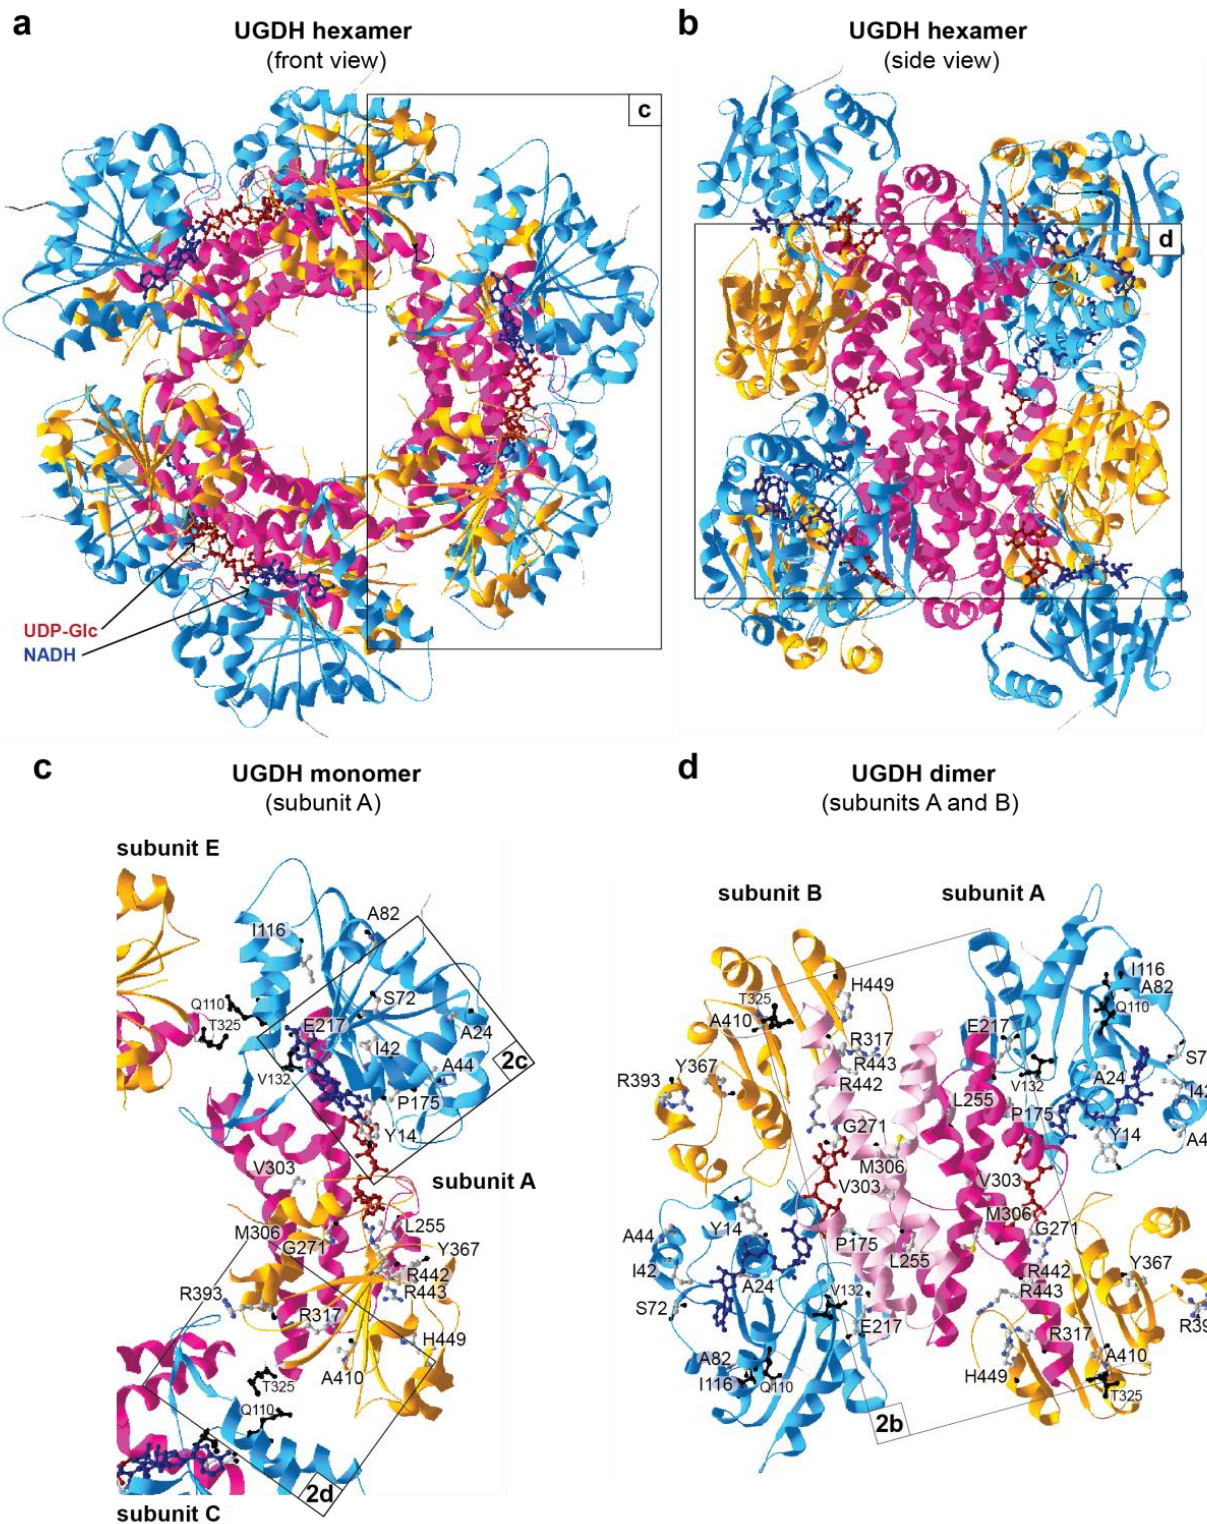 a
UGDH hexamer
(front view)
c
UDP-Glc
NADH
b
UGDH hexamer
(side view)
d
c
UGDH monomer
(subunit A)
subunit E
A82
I116
Q110
T325
S72
E217
A24
I42
A44
2c
V132
P175
Y14
V303
subunit A
M306
G271
L255
Y367
R442
R443
R393
R317
H449
A410
T325
Q110
2d
subunit C
d
UGDH dimer
(subunits A and B)
subunit B
subunit A
H449
T325
A410
I116
A82
Q110
E217
R317
R443
R442
Y367
R393
V132
A24
S7
I42
L255
P175
G271
Y14
A4
M306
V303
V303
M306
Y14
A44
P175
G271
L255
I42
A24
R442
R443
Y367
S72
V132
E217
R317
R39
A82
I116
Q110
H449
A410
T325
2b